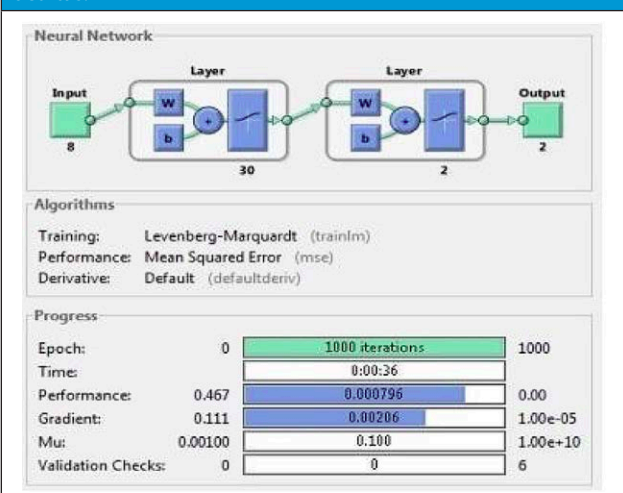 Neural Network
Layer Layer
Input Output
W W
+ +
b b
8 2
30 2
Algorithms
Training: Levenberg-Marquardt (trainlm)
Performance: Mean Squared Error (mse)
Derivative: Default (defaultderiv)
Progress
Epoch: 0 1000 iterations 1000
Time: 0:00:36
Performance: 0.467 0.000796 0.00
Gradient: 0.111 0.00206 1.00e-05
Mu: 0.00100 0.100 1.00e+10
Validation Checks: 0 0 6